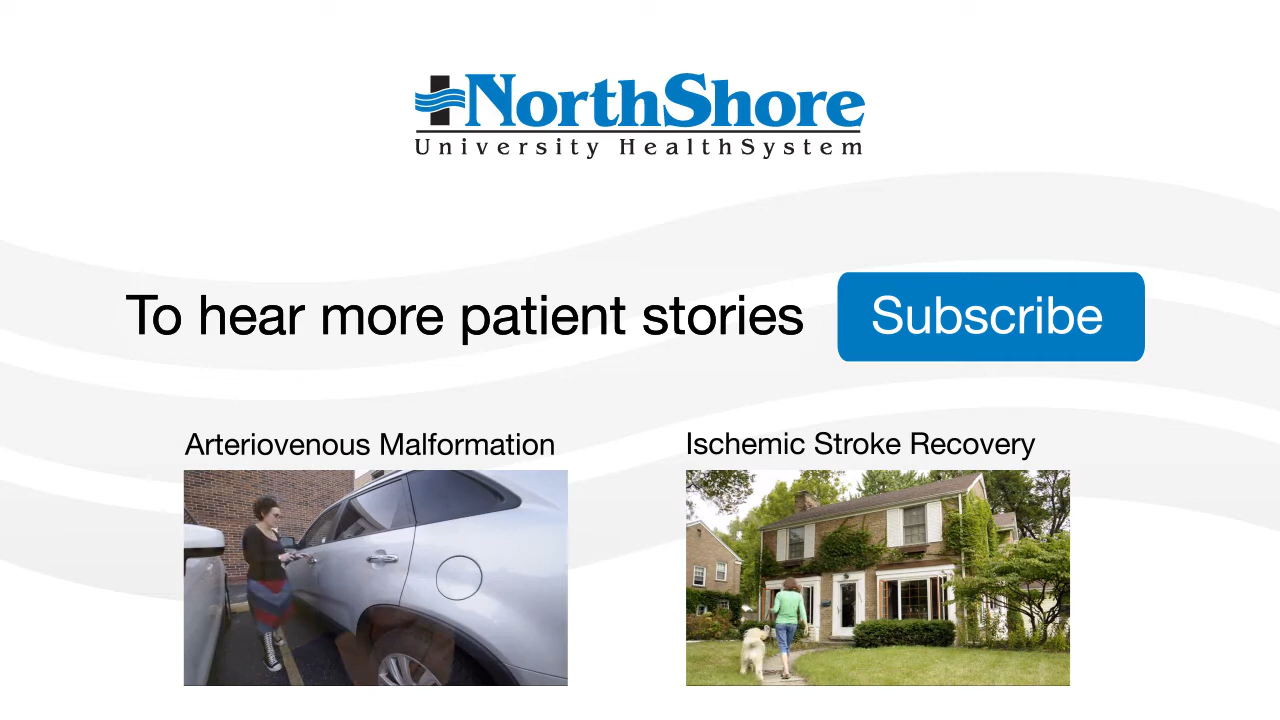 NorthShore
University HealthSystem
To hear more patient stories
Subscribe
Arteriovenous Malformation
Ischemic Stroke Recovery